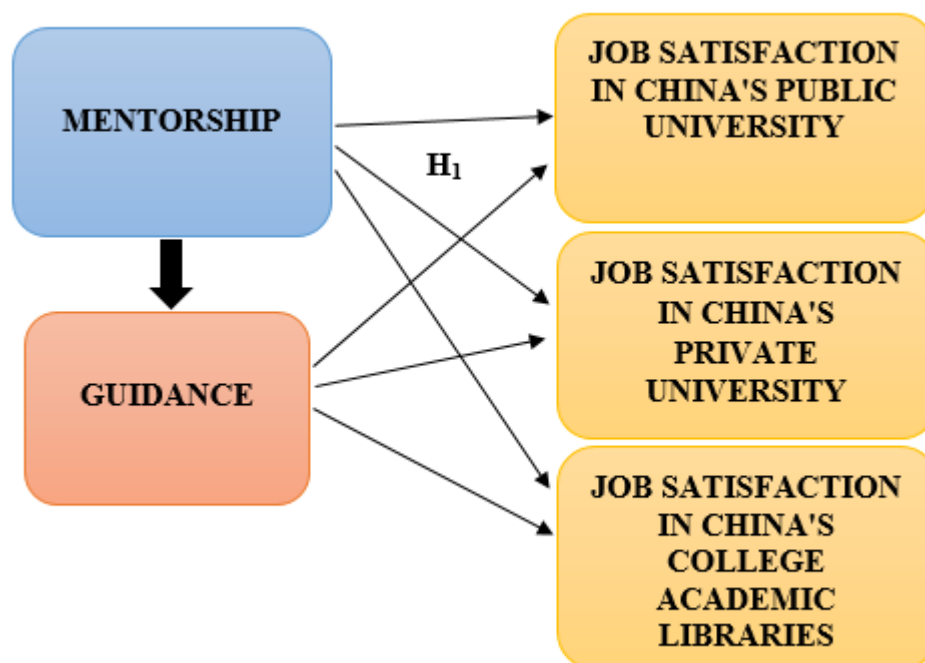 MENTORSHIP
H₁
GUIDANCE
JOB SATISFACTION
IN CHINA'S PUBLIC
UNIVERSITY
JOB SATISFACTION
IN CHINA'S
PRIVATE
UNIVERSITY
JOB SATISFACTION
IN CHINA'S
COLLEGE
ACADEMIC
LIBRARIES